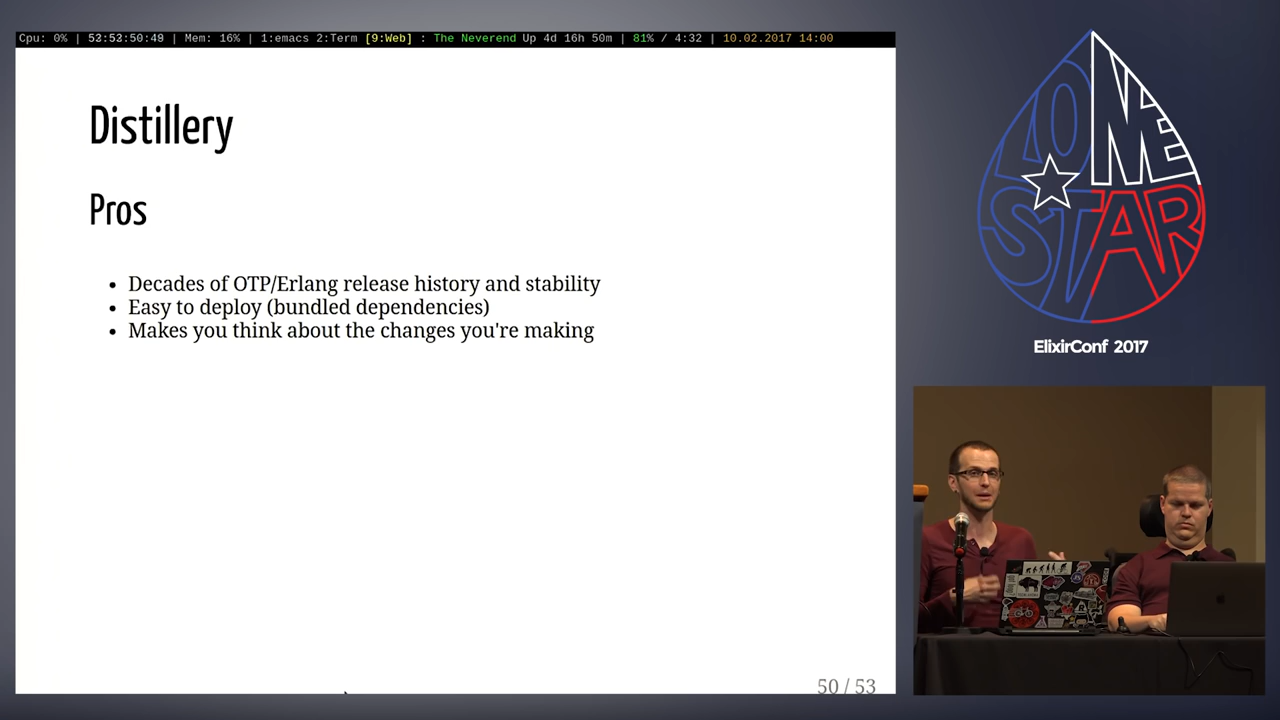 Cpu: 0% | 53:52:50:49 | Mem: 16% | 1:emacs 2:Term [9:Web] : The Neverend Up 4d 16h 50m | 81% / 4:32 | 10.02.2017 14:00
Distillery
Pros
• Decades of OTP/Erlang release history and stability
• Easy to deploy (bundled dependencies)
• Makes you think about the changes you're making
50 / 53
LONE
STAR
ElixirConf 2017